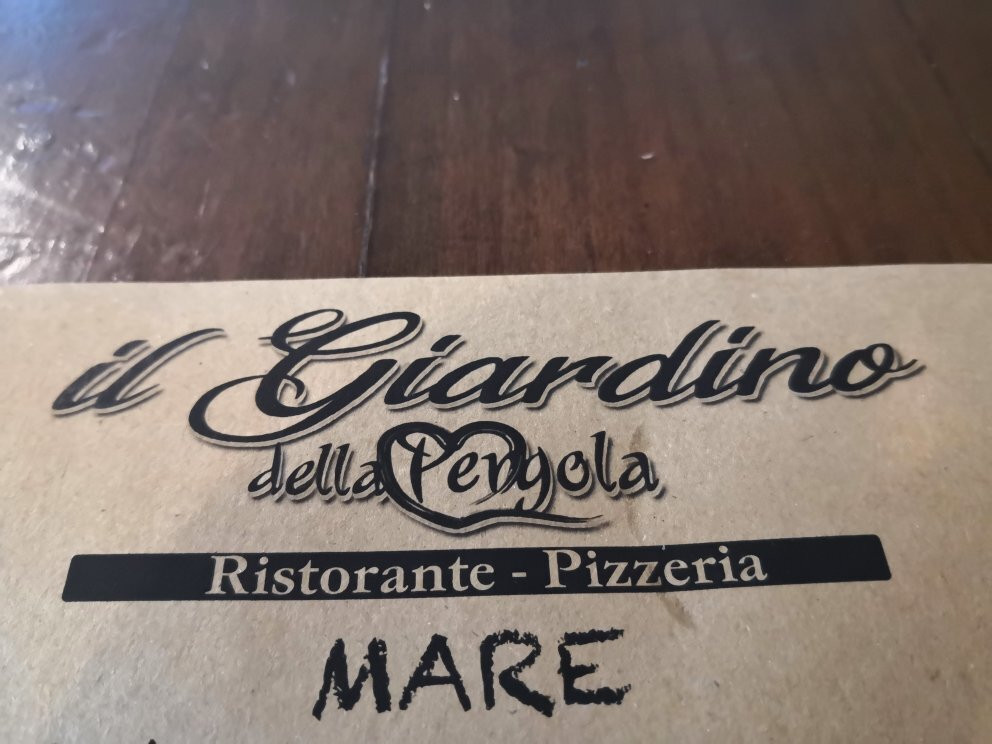 il Giardino
della Pergola
Ristorante - Pizzeria
MARE